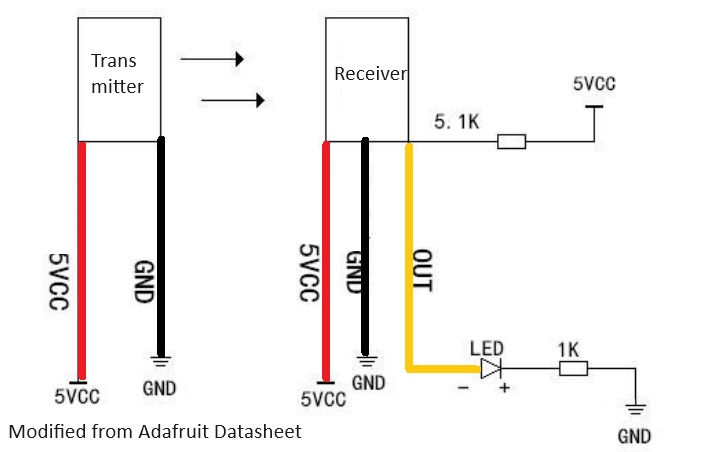 Trans
mitter
Receiver
5VCC
5. 1K
5VCC
GND
5VCC
GND
OUT
LED
1K
- +
5VCC
GND
5VCC
GND
GND
Modified from Adafruit Datasheet